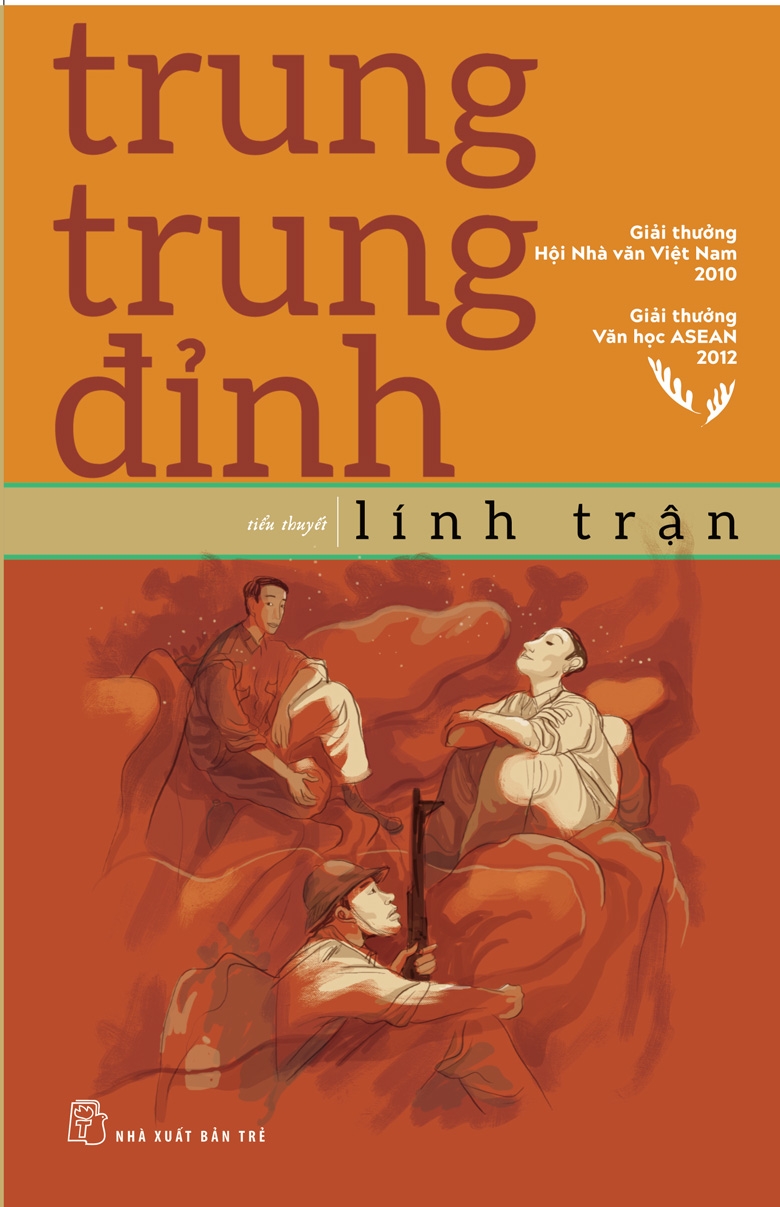 trung
trung
đỉnh
Giải thưởng
Hội Nhà văn Việt Nam
2010
Giải thưởng
Văn học ASEAN
2012
tiểu thuyết
lính trận
T
NHÀ XUẤT BẢN TRẺ